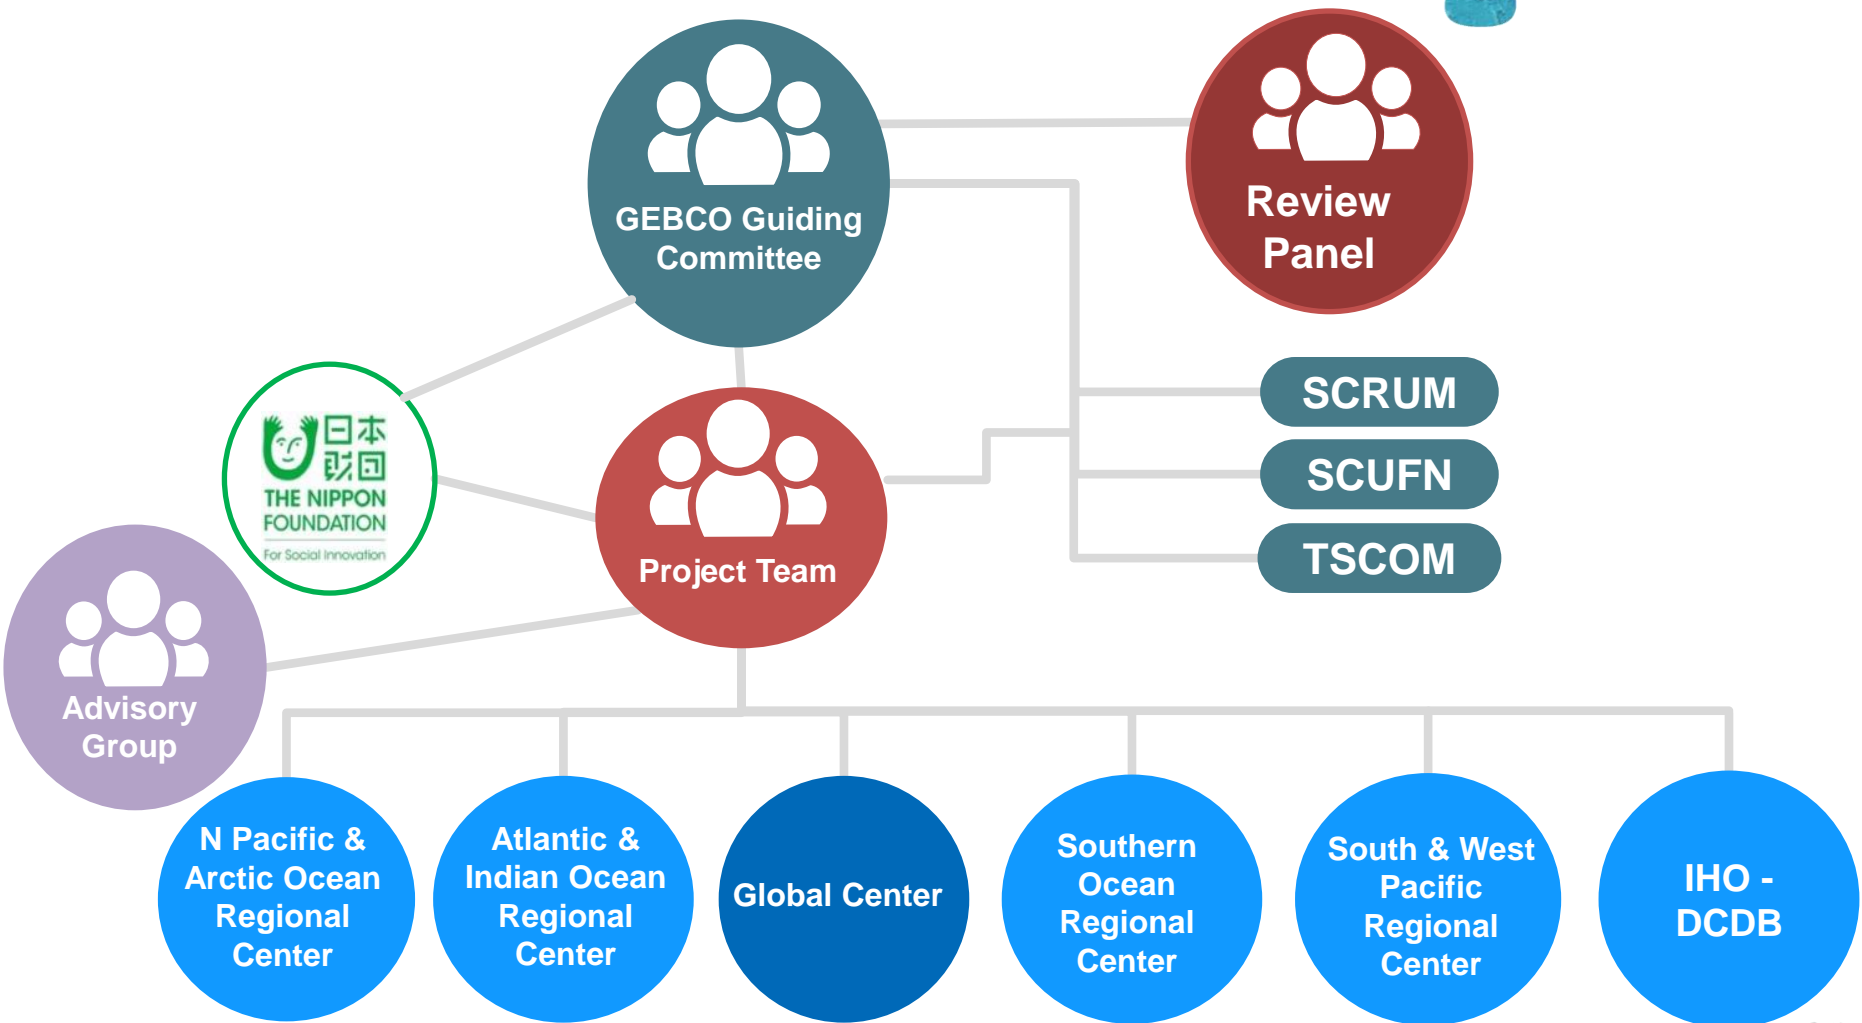 GEBCO Guiding
Committee
Review
Panel
SCRUM
SCUFN
TSCOM
日本
財団
THE NIPPON
FOUNDATION
For Social Innovation
Project Team
Advisory
Group
N Pacific &
Arctic Ocean
Regional
Center
Atlantic &
Indian Ocean
Regional
Center
Global Center
Southern
Ocean
Regional
Center
South & West
Pacific
Regional
Center
IHO -
DCDB